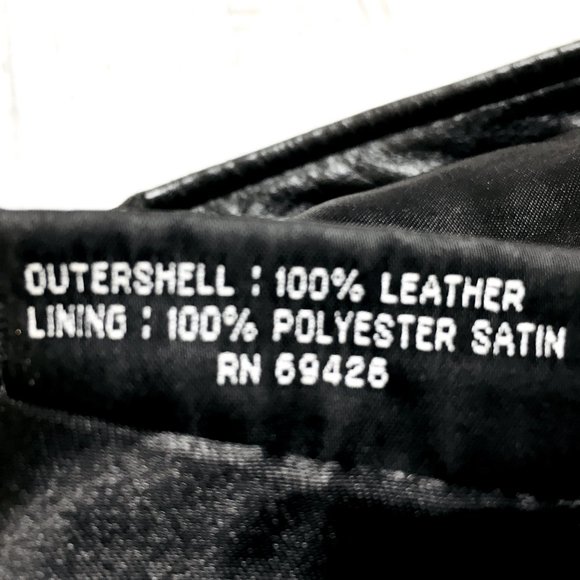 OUTERSHELL : 100% LEATHER
LINING : 100% POLYESTER SATIN
RN 69426